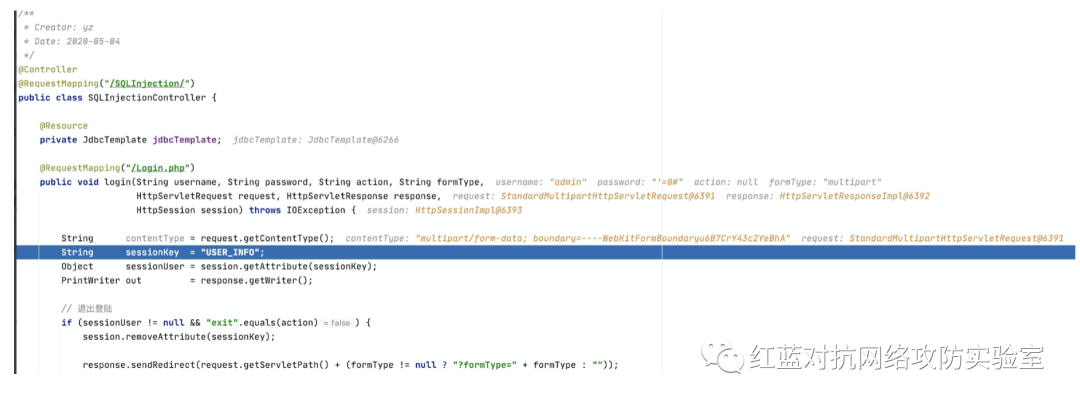 /**
 * Creator: yz
 * Date: 2020-05-04
 */
@Controller
@RequestMapping("/SQLInjection/")
public class SQLInjectionController {
@Resource
private JdbcTemplate jdbcTemplate;  jdbcTemplate: JdbcTemplate@6266
@RequestMapping("/Login.php")
public void login(String username, String password, String action, String formType,  username: "admin"  password: "'=0#"  action: null  formType: "multipart"
HttpServletRequest request, HttpServletResponse response,  request: StandardMultipartHttpServletRequest@6391  response: HttpServletResponseImpl@6392
HttpSession session) throws IOException {  session: HttpSessionImpl@6393
String contentType = request.getContentType();  contentType: "multipart/form-data; boundary=----WebKitFormBoundaryu6B7CrY43c2YeBhA"  request: StandardMultipartHttpServletRequest@6391
String sessionKey = "USER_INFO";
Object sessionUser = session.getAttribute(sessionKey);
PrintWriter out = response.getWriter();
// 退出登陆
if (sessionUser != null && "exit".equals(action) = false ) {
session.removeAttribute(sessionKey);
response.sendRedirect(request.getServletPath() + (formType != null ? "?formType=" + formType : ""));
红蓝对抗网络攻防实验室